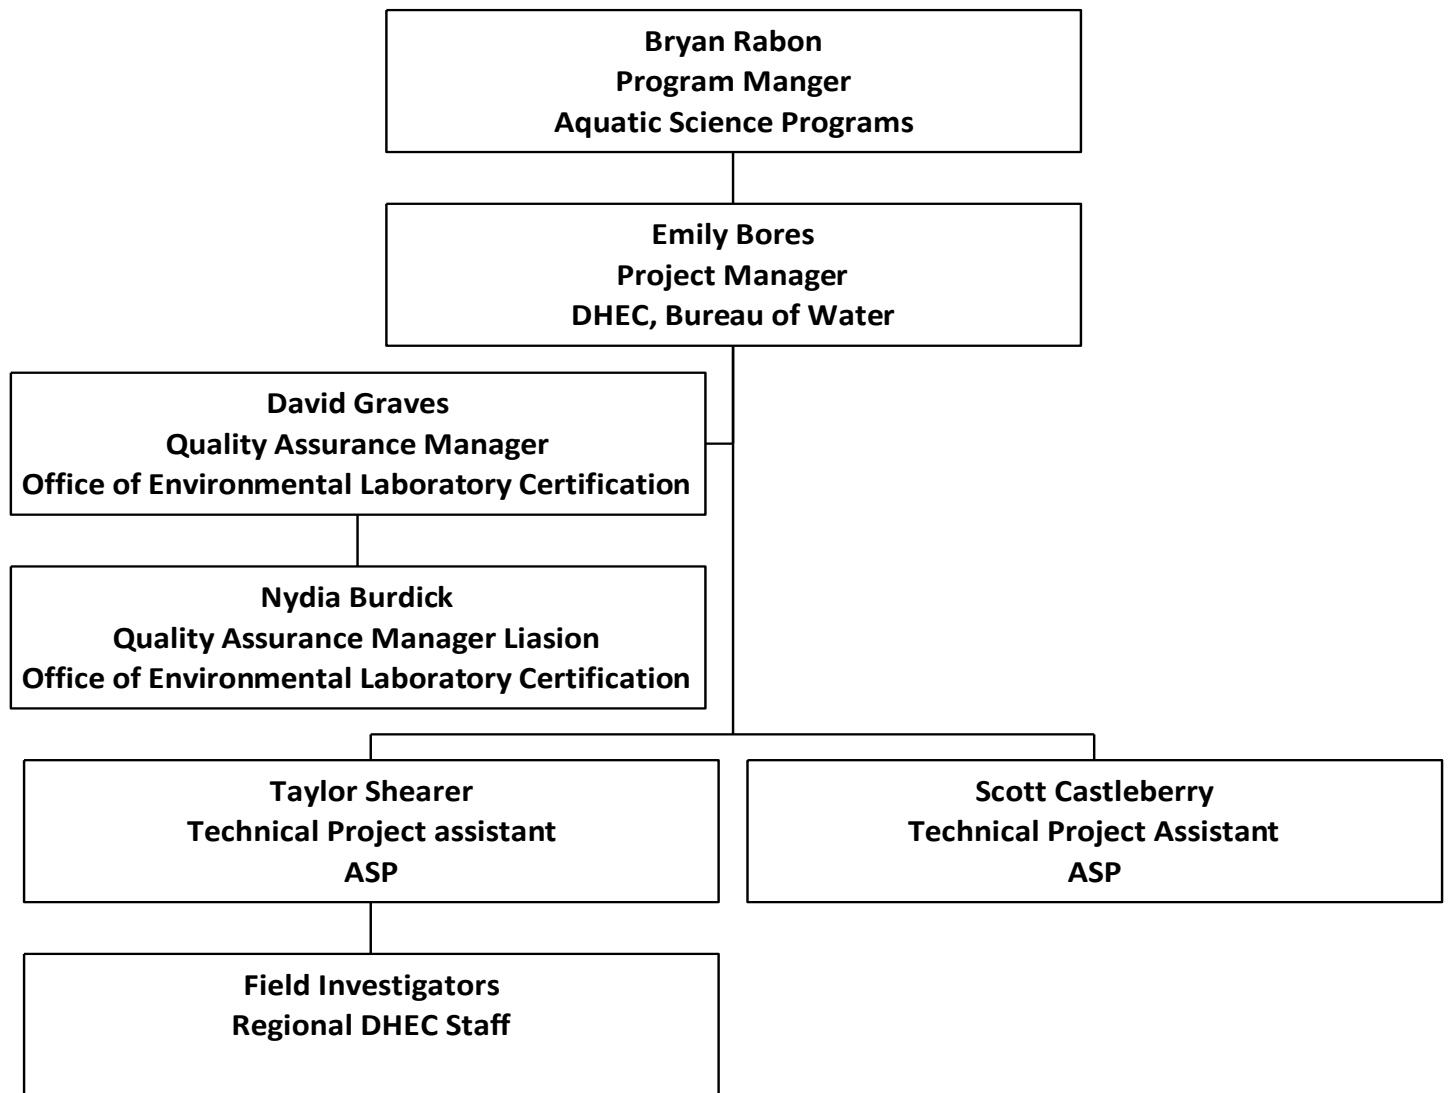 Bryan Rabon
Program Manger
Aquatic Science Programs
Emily Bores
Project Manager
DHEC, Bureau of Water
David Graves
Quality Assurance Manager
Office of Environmental Laboratory Certification
Nydia Burdick
Quality Assurance Manager Liasion
Office of Environmental Laboratory Certification
Taylor Shearer
Technical Project assistant
ASP
Scott Castleberry
Technical Project Assistant
ASP
Field Investigators
Regional DHEC Staff